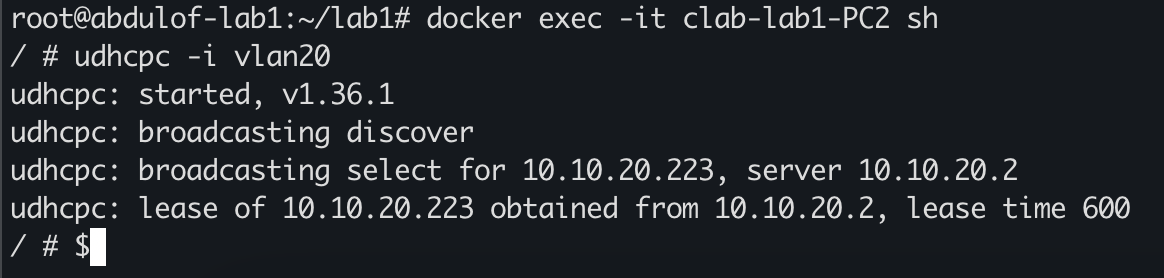 root@abdulof-lab1:~/lab1# docker exec -it clab-lab1-PC2 sh
/ # udhcpc -i vlan20
udhcpc: started, v1.36.1
udhcpc: broadcasting discover
udhcpc: broadcasting select for 10.10.20.223, server 10.10.20.2
udhcpc: lease of 10.10.20.223 obtained from 10.10.20.2, lease time 600
/ # $